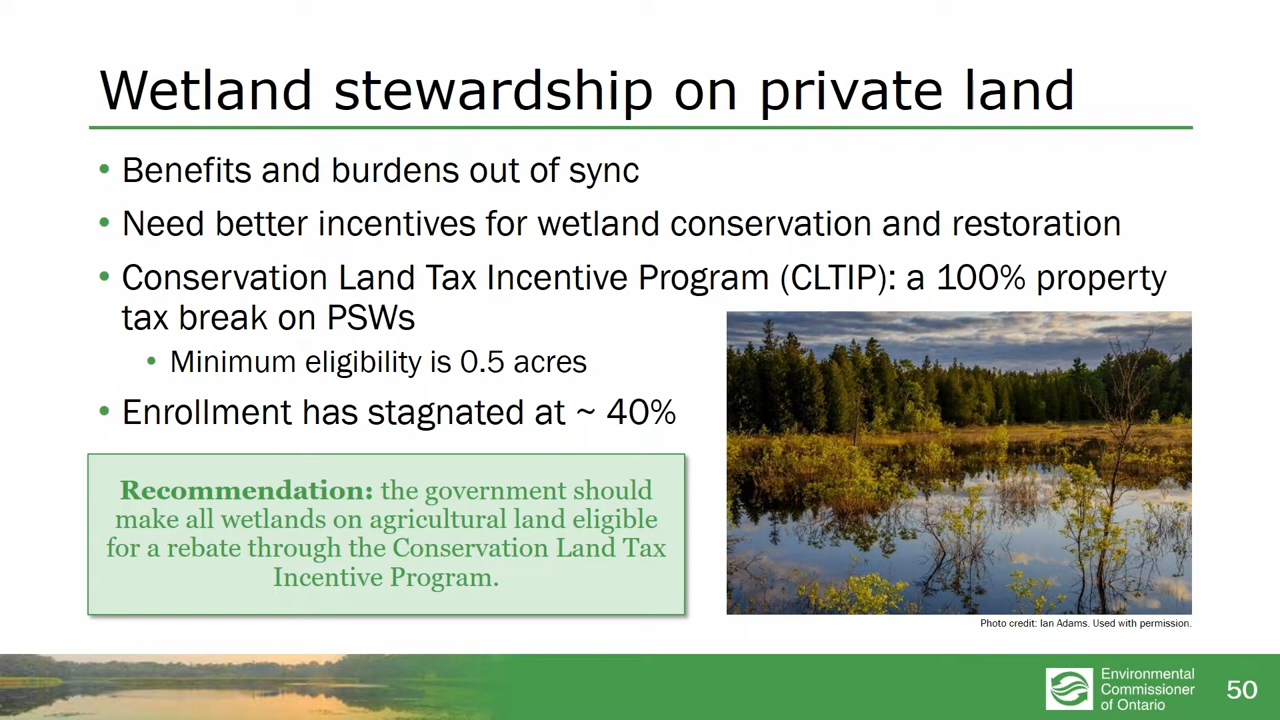 Wetland stewardship on private land
• Benefits and burdens out of sync
• Need better incentives for wetland conservation and restoration
• Conservation Land Tax Incentive Program (CLTIP): a 100% property
tax break on PSWs
• Minimum eligibility is 0.5 acres
• Enrollment has stagnated at ~ 40%
Recommendation: the government should
make all wetlands on agricultural land eligible
for a rebate through the Conservation Land Tax
Incentive Program.
Photo credit: Ian Adams. Used with permission.
Environmental
Commissioner
of Ontario
50